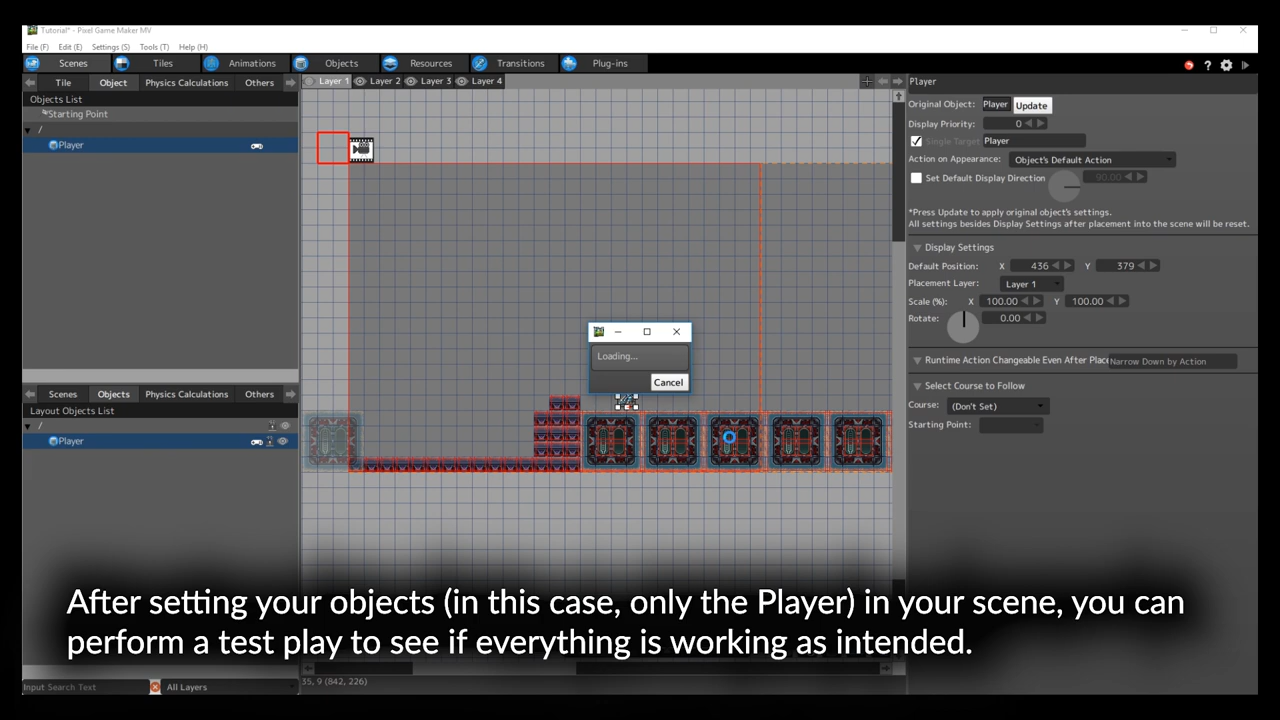 Tutorial* - Pixel Game Maker MV
File (F) Edit (E) Settings (S) Tools (T) Help (H)
Scenes Tiles Animations Objects Resources Transitions Plug-ins
Tile Object Physics Calculations Others
Objects List
Starting Point
/
Player
Scenes Objects Physics Calculations Others
Layout Objects List
/
Player
Input Search Text All Layers
Layer 1 Layer 2 Layer 3 Layer 4
Loading...
Cancel
35, 9 (842, 226)
Player
Original Object: Player Update
Display Priority: 0
Single Target Player
Action on Appearance: Object's Default Action
Set Default Display Direction 90.00
*Press Update to apply original object's settings.
All settings besides Display Settings after placement into the scene will be reset.
Display Settings
Default Position: X 436 Y 379
Placement Layer: Layer 1
Scale (%): X 100.00 Y 100.00
Rotate: 0.00
Runtime Action Changeable Even After Place Narrow Down by Action
Select Course to Follow
Course: (Don't Set)
Starting Point:
After setting your objects (in this case, only the Player) in your scene, you can
perform a test play to see if everything is working as intended.